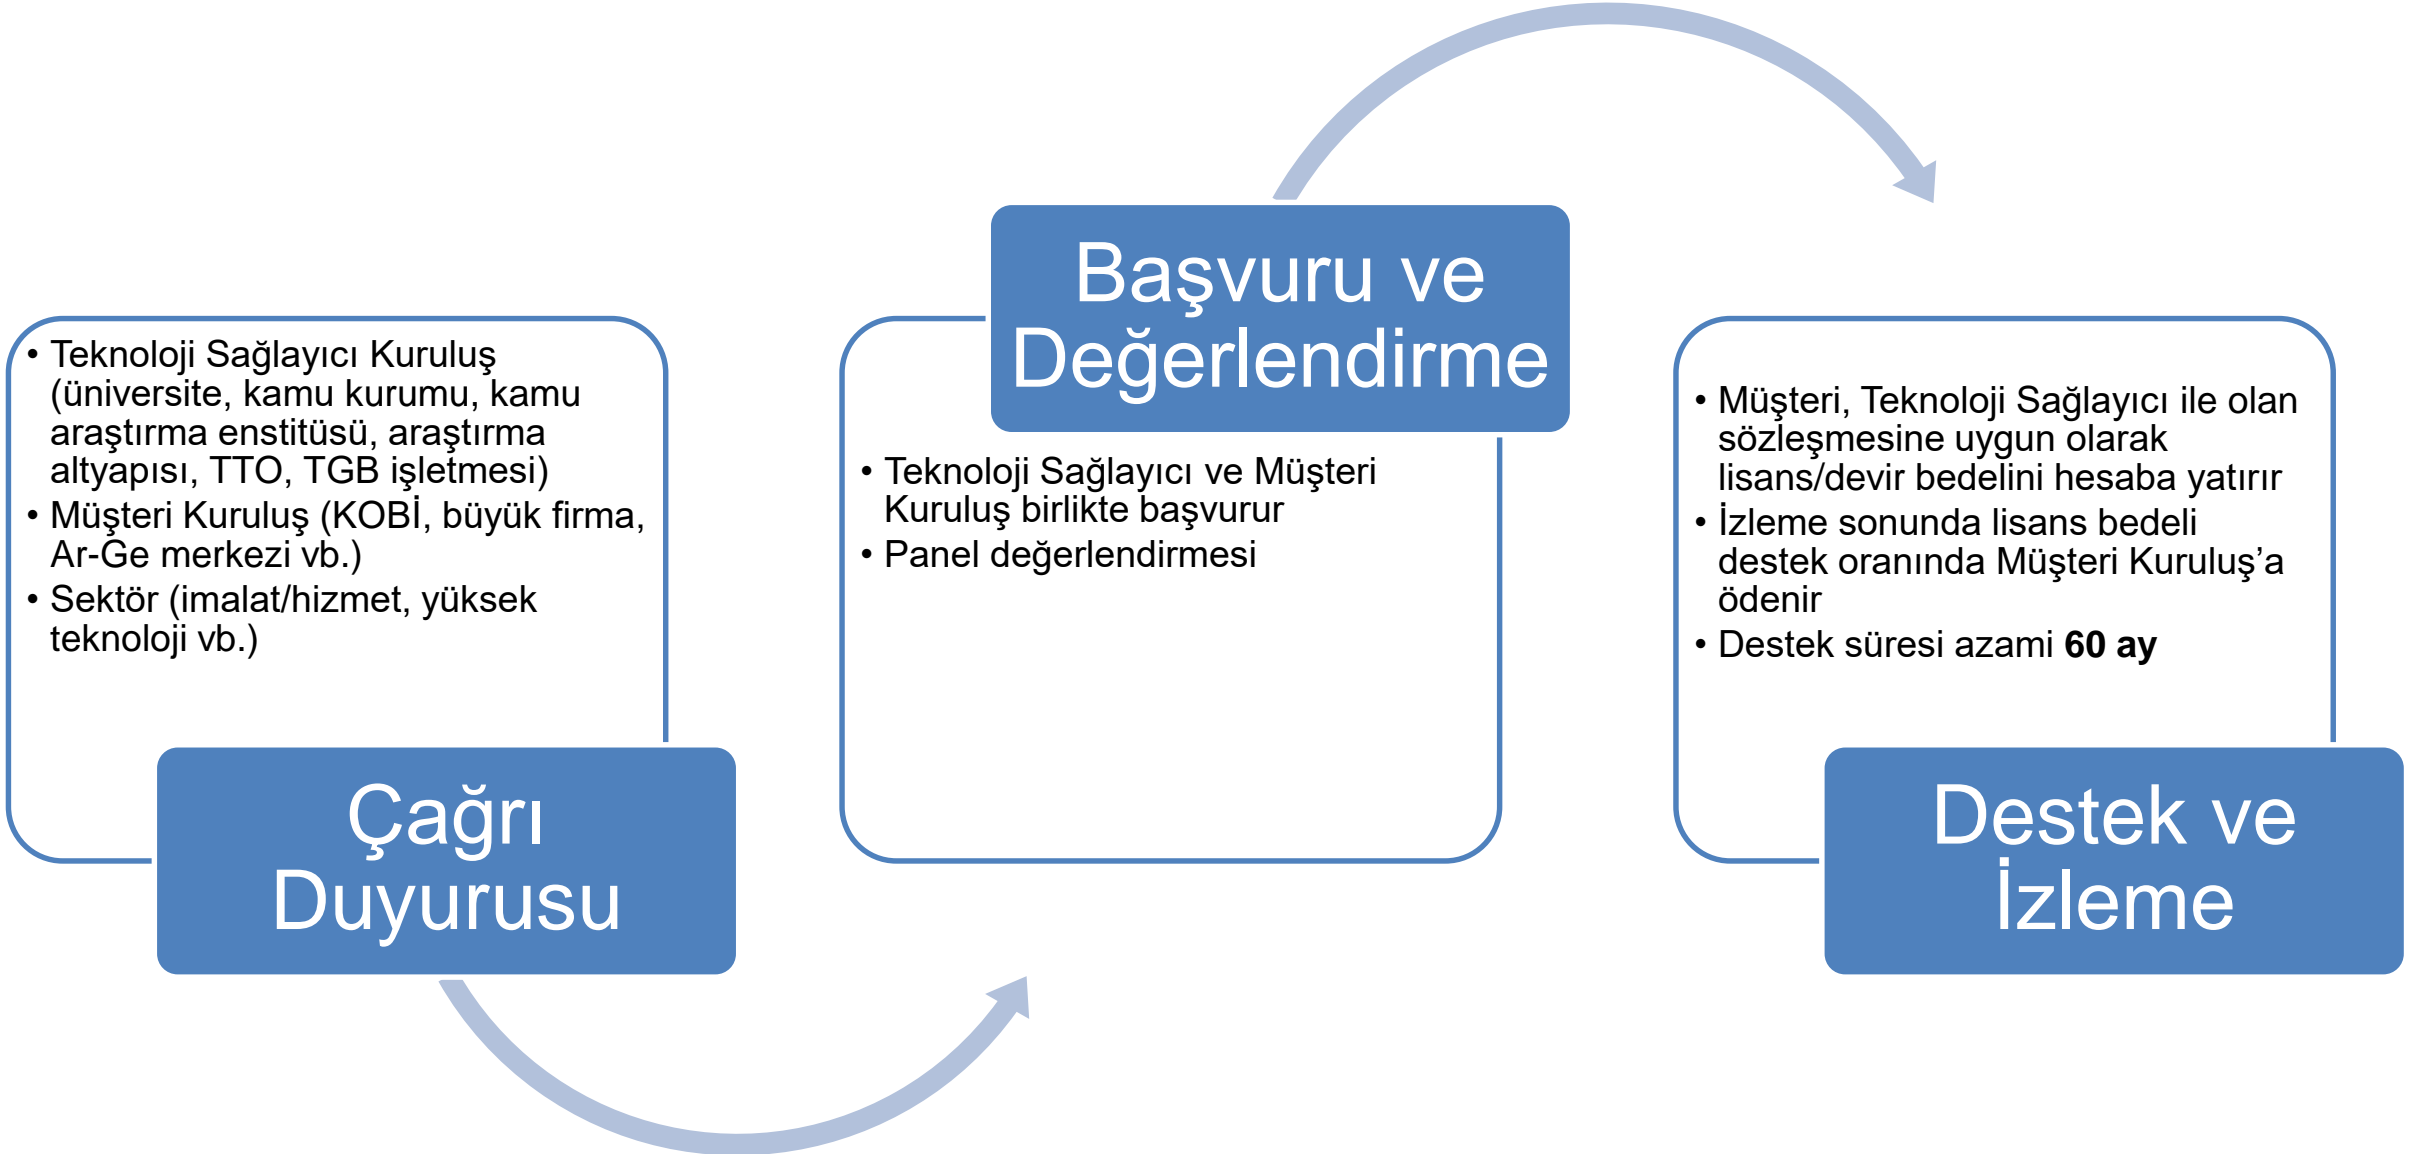 • Teknoloji Sağlayıcı Kuruluş
(üniversite, kamu kurumu, kamu
araştırma enstitüsü, araştırma
altyapısı, TTO, TGB işletmesi)
• Müşteri Kuruluş (KOBİ, büyük firma,
Ar-Ge merkezi vb.)
• Sektör (imalat/hizmet, yüksek
teknoloji vb.)
Çağrı
Duyurusu
Başvuru ve
Değerlendirme
• Teknoloji Sağlayıcı ve Müşteri
Kuruluş birlikte başvurur
• Panel değerlendirmesi
• Müşteri, Teknoloji Sağlayıcı ile olan
sözleşmesine uygun olarak
lisans/devir bedelini hesaba yatırır
• İzleme sonunda lisans bedeli
destek oranında Müşteri Kuruluş’a
ödenir
• Destek süresi azami 60 ay
Destek ve
İzleme